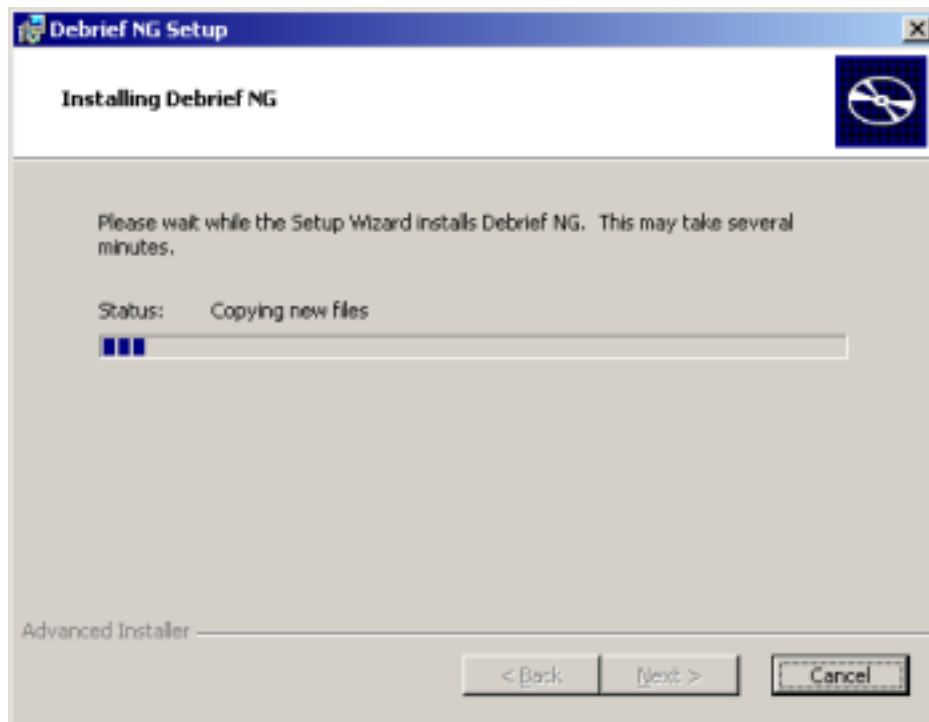 Debrief NG Setup
Installing Debrief NG
Please wait while the Setup Wizard installs Debrief NG. This may take several
minutes.
Status: Copying new files
Advanced Installer
< Back Next > Cancel